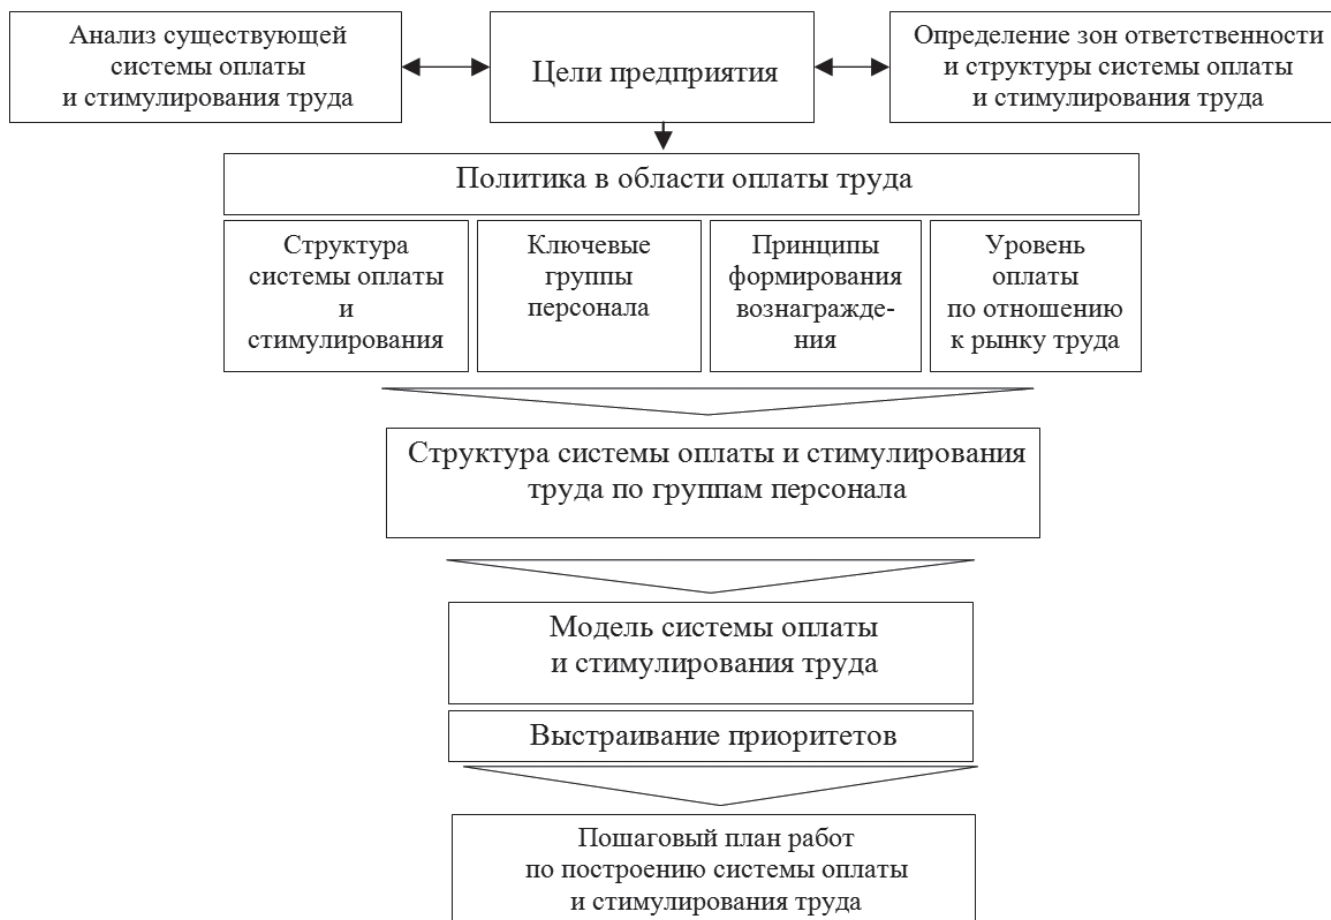 Анализ существующей
системы оплаты
и стимулирования труда
Цели предприятия
Определение зон ответственности
и структуры системы оплаты
и стимулирования труда
Политика в области оплаты труда
Структура
системы оплаты
и
стимулирования
Ключевые
группы
персонала
Принципы
формирования
вознагражде-
ния
Уровень
оплаты
по отношению
к рынку труда
Структура системы оплаты и стимулирования
труда по группам персонала
Модель системы оплаты
и стимулирования труда
Выстраивание приоритетов
Пошаговый план работ
по построению системы оплаты
и стимулирования труда